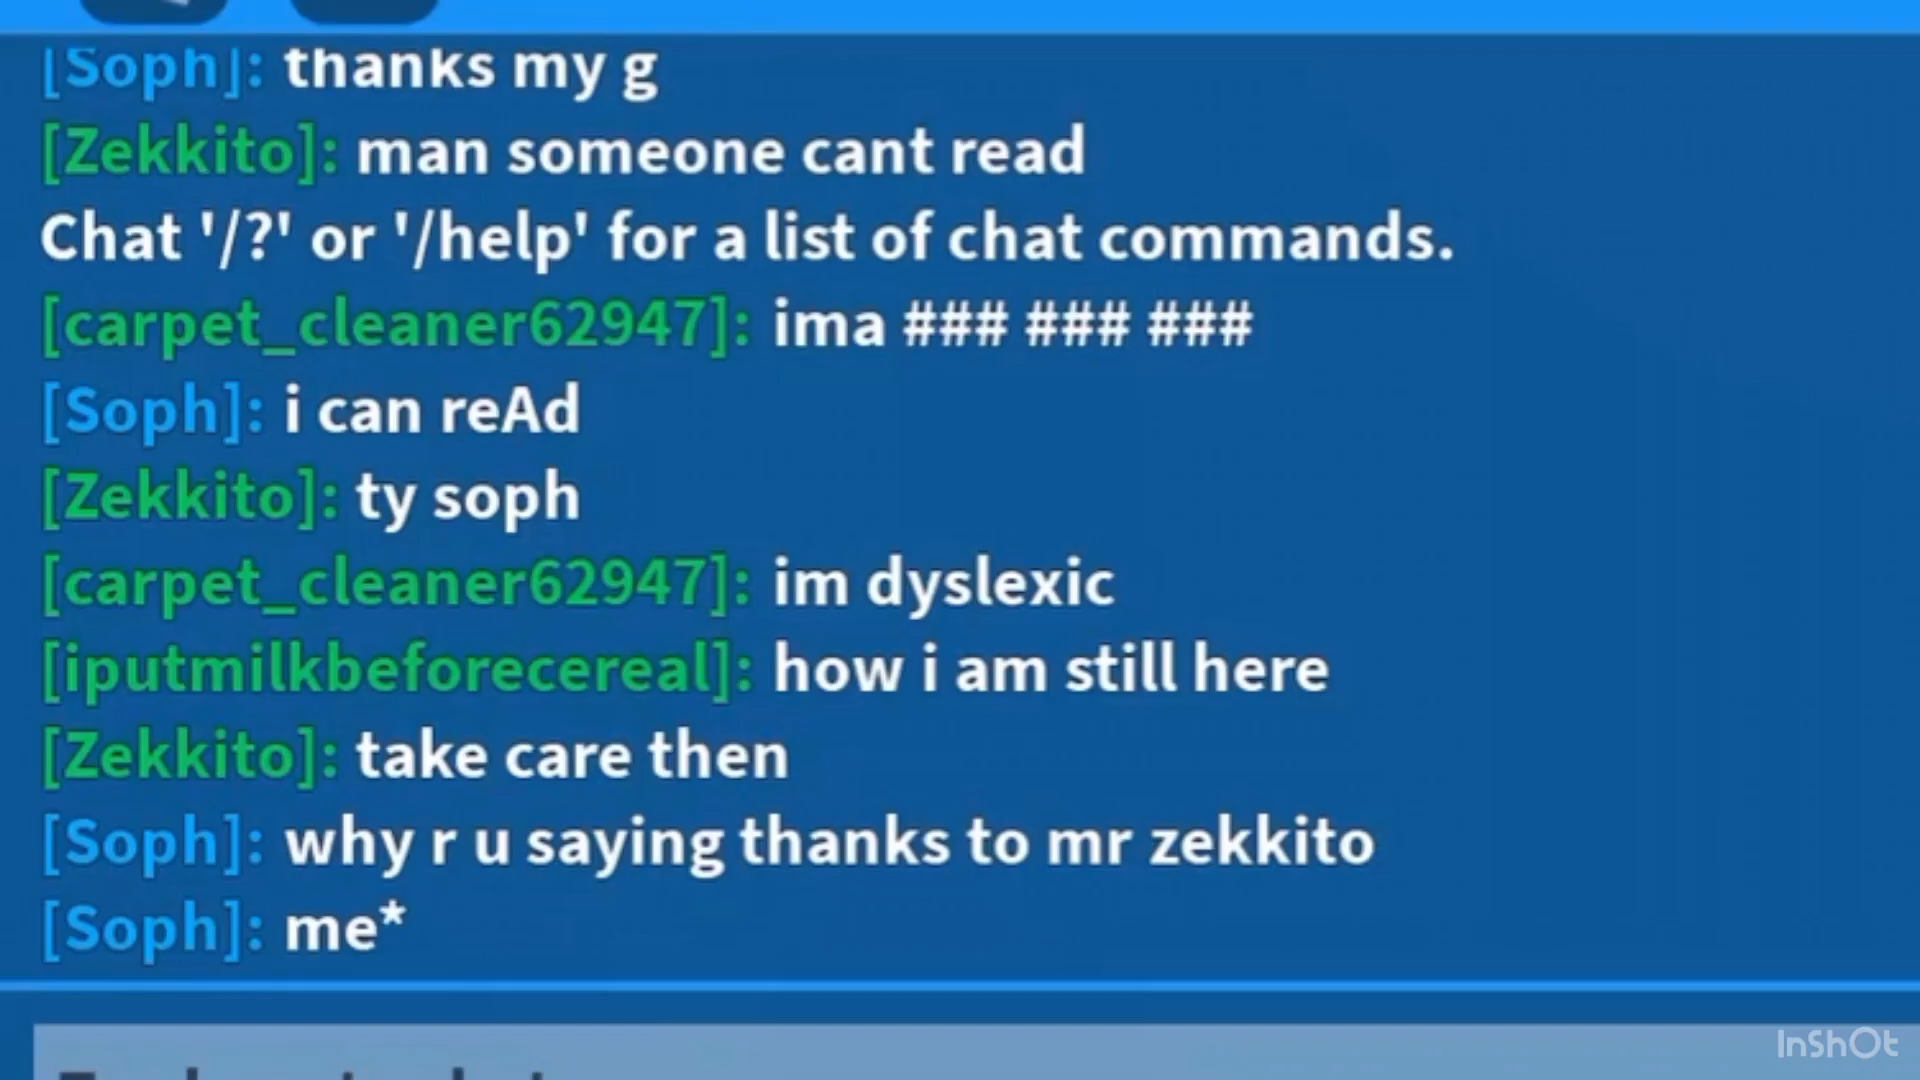 [Soph]: thanks my g
[Zekkito]: man someone cant read
Chat '/?' or '/help' for a list of chat commands.
[carpet_cleaner62947]: ima ### ### ###
[Soph]: i can reAd
[Zekkito]: ty soph
[carpet_cleaner62947]: im dyslexic
[iputmilkbeforecereal]: how i am still here
[Zekkito]: take care then
[Soph]: why r u saying thanks to mr zekkito
[Soph]: me*
InShOt